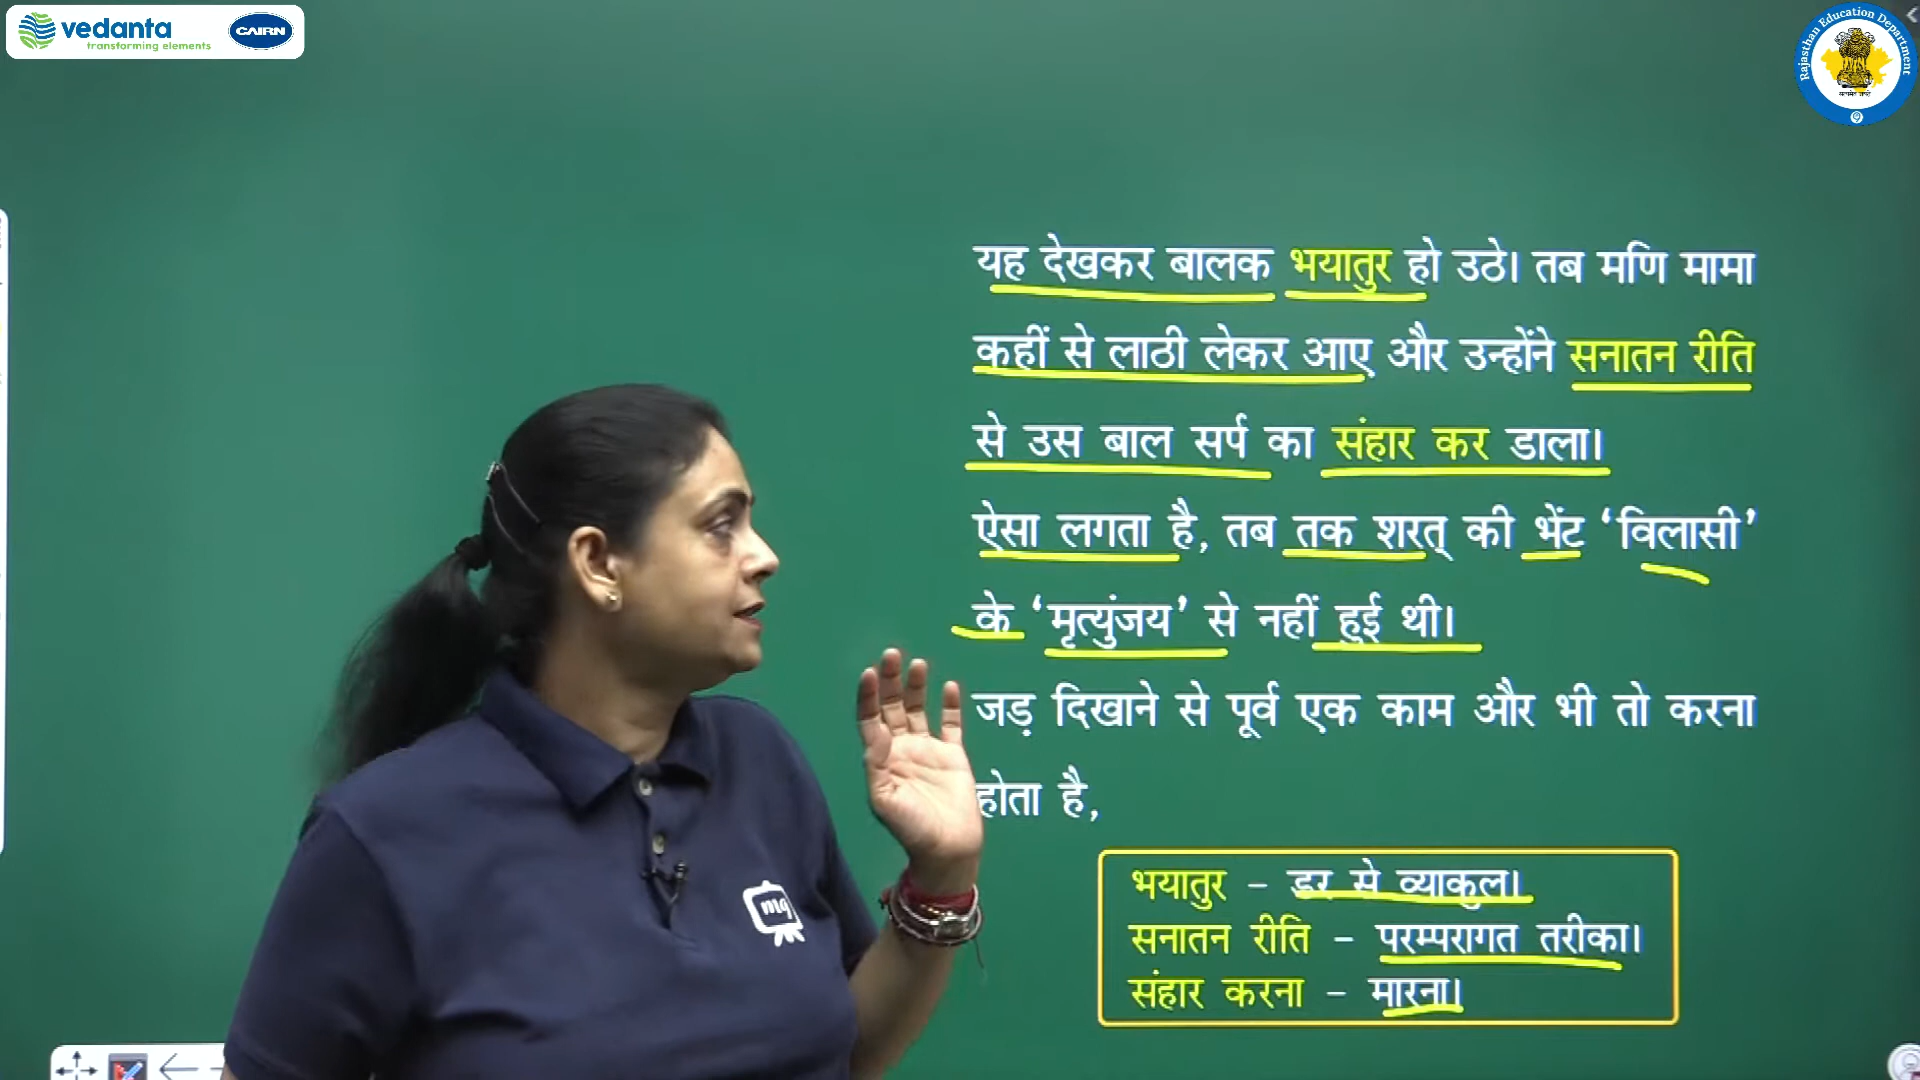 vedanta
transforming elements
CAIRN
Rajasthan Education Department
यह देखकर बालक भयातुर हो उठे। तब मणि मामा
कहीं से लाठी लेकर आए और उन्होंने सनातन रीति
से उस बाल सर्प का संहार कर डाला।
ऐसा लगता है, तब तक शरत् की भेंट ‘विलासी’
के ‘मृत्युंजय’ से नहीं हुई थी।
जड़ दिखाने से पूर्व एक काम और भी तो करना
होता है,
भयातुर – डर से व्याकुल।
सनातन रीति – परम्परागत तरीका।
संहार करना – मारना।
mg